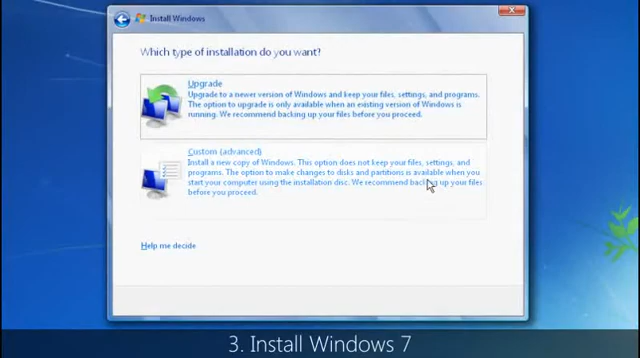 Install Windows
Which type of installation do you want?
Upgrade
Upgrade to a newer version of Windows and keep your files, settings, and programs.
The option to upgrade is only available when an existing version of Windows is
running. We recommend backing up your files before you proceed.
Custom (advanced)
Install a new copy of Windows. This option does not keep your files, settings, and
programs. The option to make changes to disks and partitions is available when you
start your computer using the installation disc. We recommend backing up your files
before you proceed.
Help me decide
3. Install Windows 7